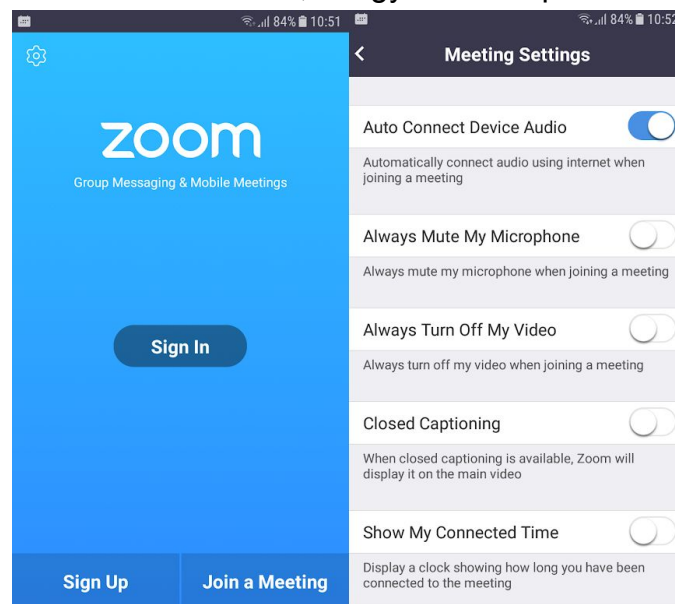 84% 10:51
zoom
Group Messaging & Mobile Meetings
Sign In
Sign Up
Join a Meeting
84% 10:52
Meeting Settings
Auto Connect Device Audio
Automatically connect audio using internet when
joining a meeting
Always Mute My Microphone
Always mute my microphone when joining a meeting
Always Turn Off My Video
Always turn off my video when joining a meeting
Closed Captioning
When closed captioning is available, Zoom will
display it on the main video
Show My Connected Time
Display a clock showing how long you have been
connected to the meeting